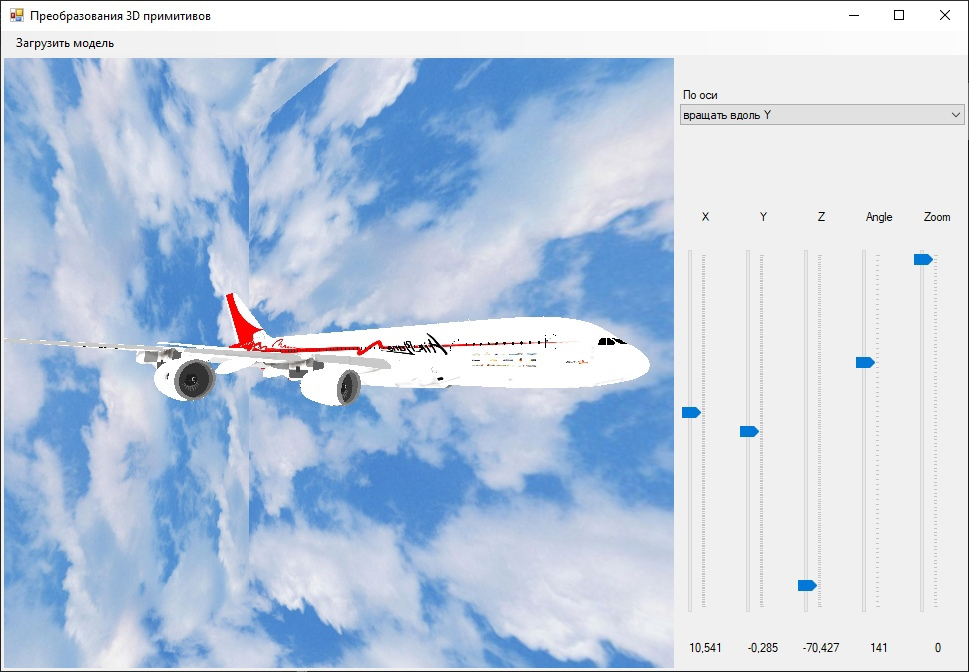 Преобразования 3D примитивов
Загрузить модель
По оси
вращать вдоль Y
X Y Z Angle Zoom
AirPlane
10,541 -0,285 -70,427 141 0